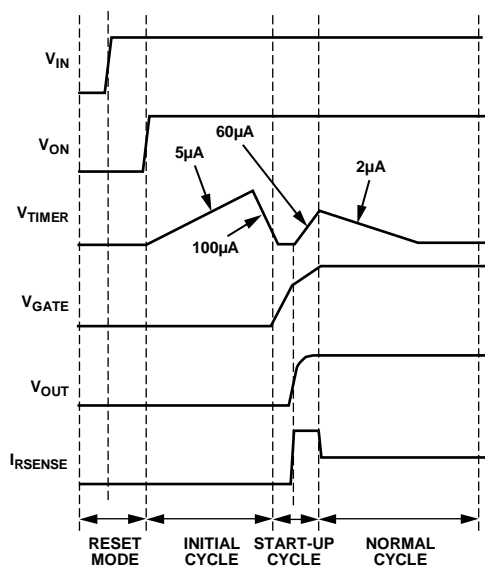 VIN
VON
60µA
5µA
2µA
VTIMER
100µA
VGATE
VOUT
IRSENSE
RESET MODE
INITIAL CYCLE
START-UP CYCLE
NORMAL CYCLE